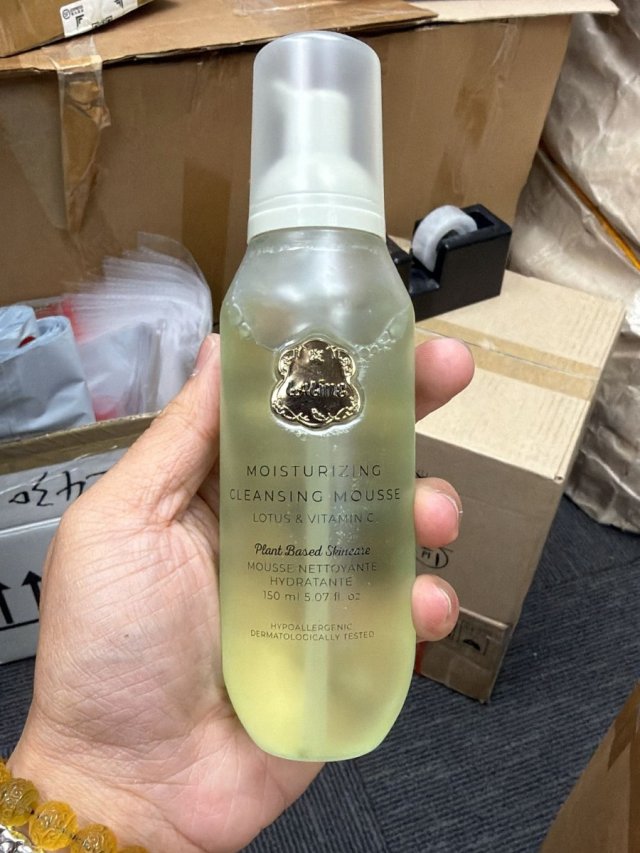 MOISTURIZING
CLEANSING MOUSSE
LOTUS & VITAMIN C
Plant Based Skincare
MOUSSE NETTOYANTE
HYDRATANTE
150 ml 5.07 fl. oz
HYPOALLERGENIC
DERMATOLOGICALLY TESTED